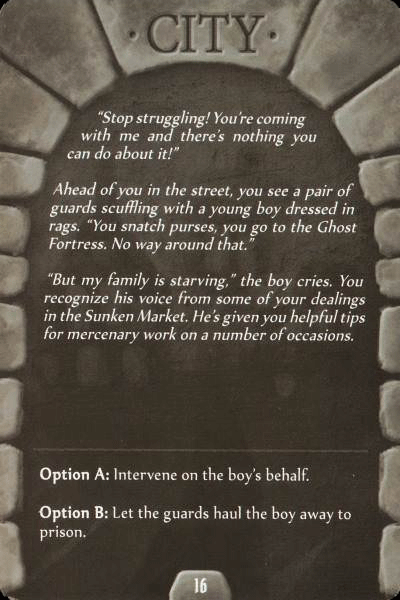 ·CITY·
“Stop struggling! You’re coming
with me and there’s nothing you
can do about it!”
Ahead of you in the street, you see a pair of
guards scuffling with a young boy dressed in
rags. “You snatch purses, you go to the Ghost
Fortress. No way around that.”
“But my family is starving,” the boy cries. You
recognize his voice from some of your dealings
in the Sunken Market. He’s given you helpful tips
for mercenary work on a number of occasions.
Option A: Intervene on the boy’s behalf.
Option B: Let the guards haul the boy away to
prison.
16